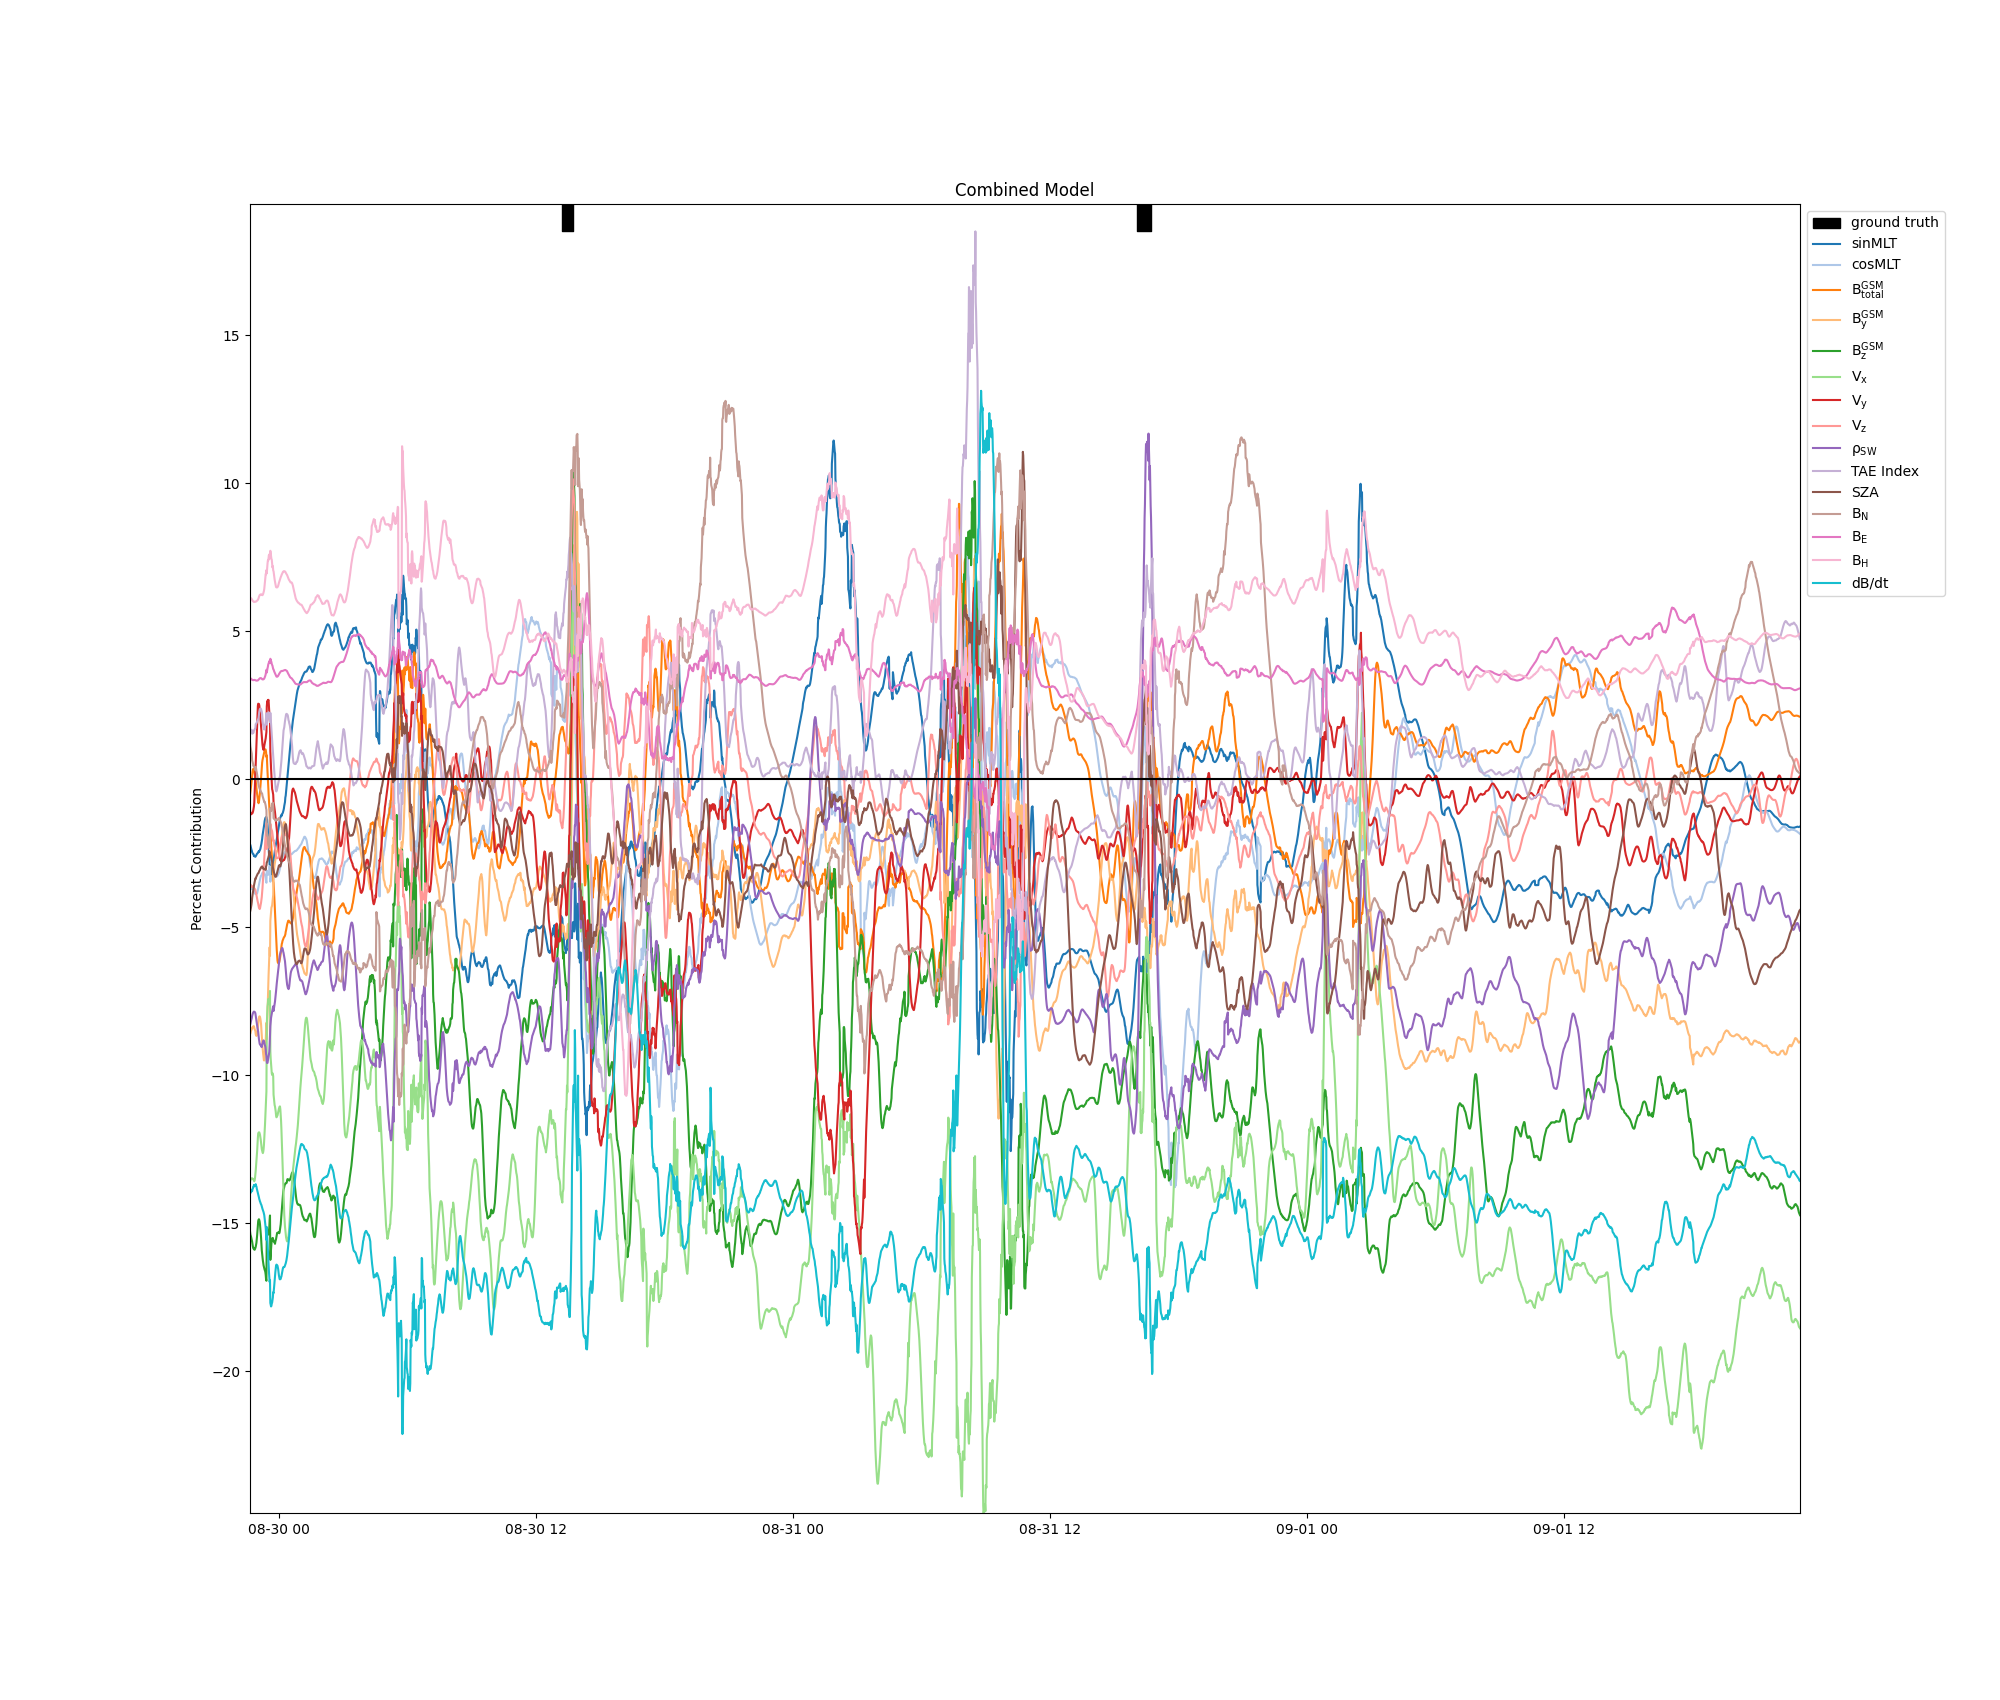 Combined Model
Percent Contribution
15
10
5
0
−5
−10
−15
−20
08-30 00
08-30 12
08-31 00
08-31 12
09-01 00
09-01 12
ground truth
sinMLT
cosMLT
B_total^GSM
B_y^GSM
B_z^GSM
V_x
V_y
V_z
ρ_SW
TAE Index
SZA
B_N
B_E
B_H
dB/dt